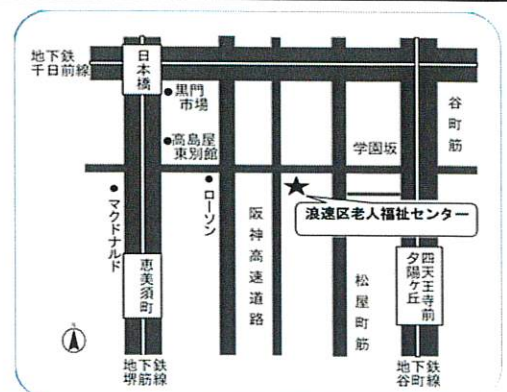 地下鉄
千日前線
日本橋
黒門
市場
高島屋
東別館
学園坂
谷町筋
マクドナルド
ローソン
阪神高速道路
浪速区老人福祉センター
恵美須町
松屋町筋
四天王寺前
夕陽ヶ丘
地下鉄
堺筋線
地下鉄
谷町線